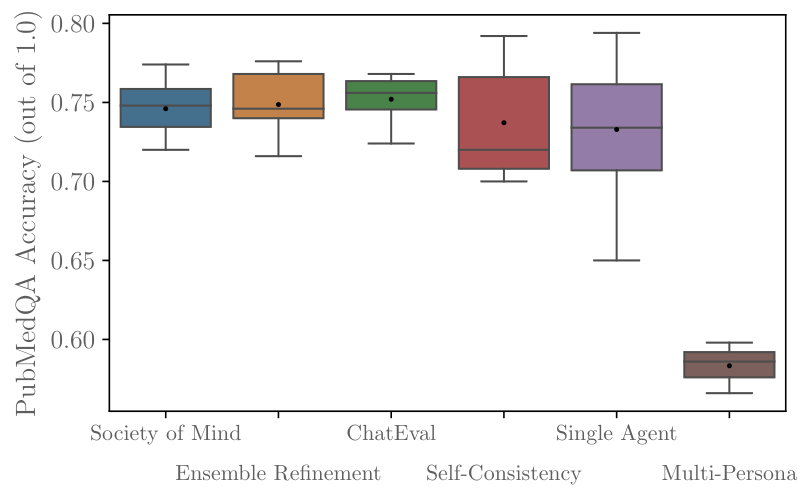 PubMedQA Accuracy (out of 1.0)
0.80
0.75
0.70
0.65
0.60
Society of Mind
ChatEval
Single Agent
Ensemble Refinement
Self-Consistency
Multi-Persona